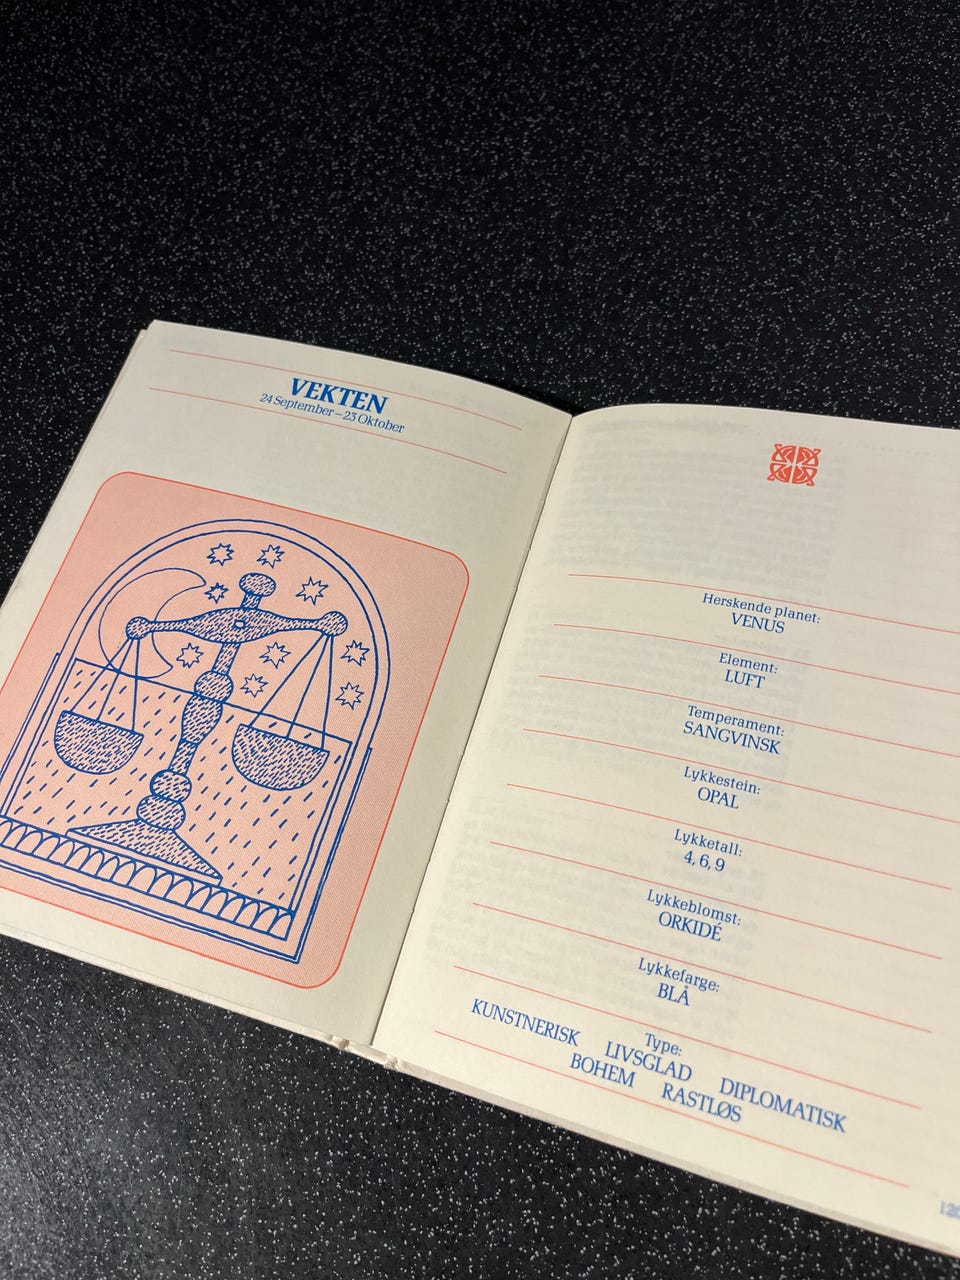 VEKTEN
24 September – 23 Oktober
Herskende planet:
VENUS
Element:
LUFT
Temperament:
SANGVINSK
Lykkestein:
OPAL
Lykketall:
4, 6, 9
Lykkeblomst:
ORKIDÉ
Lykkefarge:
BLÅ
Type:
KUNSTNERISK LIVSGLAD DIPLOMATISK
BOHEM RASTLØS